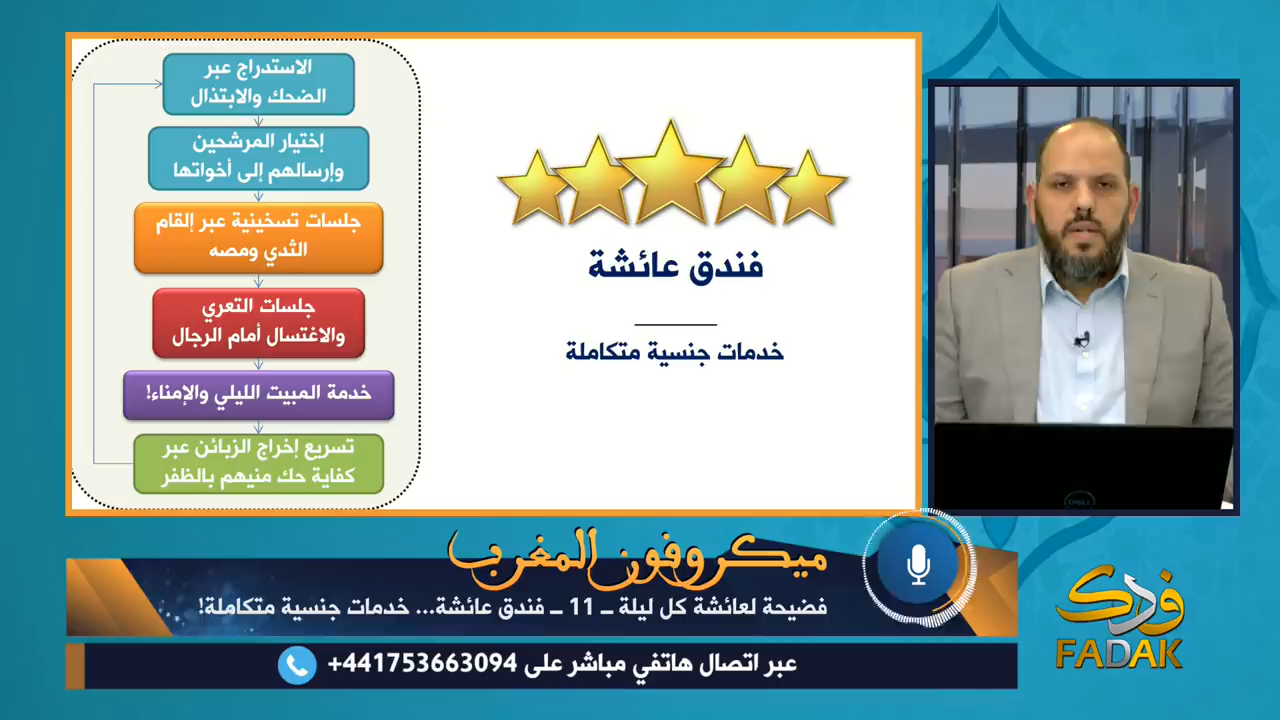 الاستدراج عبر
الضحك والابتذال
إختيار المرشحين
وإرسالهم إلى أخواتها
جلسات تسخينية عبر إلقام
الثدي ومصه
جلسات التعري
والاغتسال أمام الرجال
خدمة المبيت الليلي والإمناء!
تسريع إخراج الزبائن عبر
كفاية حك منيهم بالظفر
فندق عائشة
خدمات جنسية متكاملة
DELL
ميكروفون المغرب
فضيحة لعائشة كل ليلة ــ 11 ــ فندق عائشة... خدمات جنسية متكاملة!
عبر اتصال هاتفي مباشر على 441753663094+
فدك
FADAK